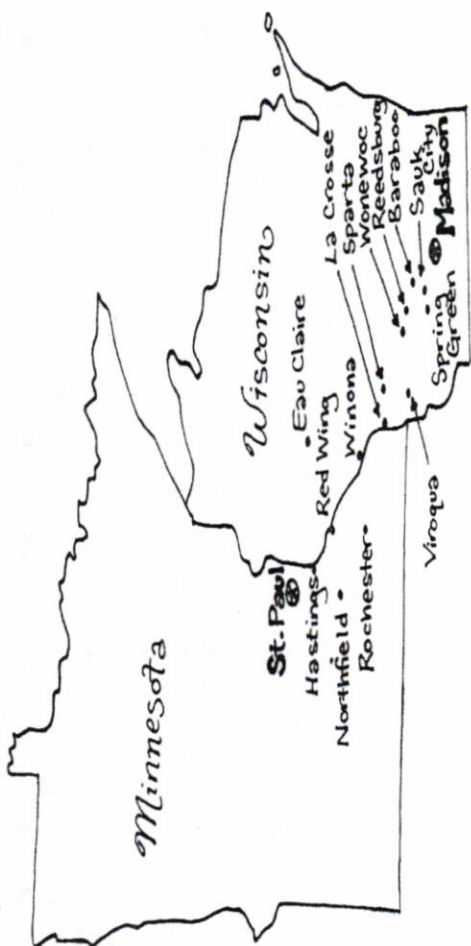 Minnesota
Wisconsin
St. Paul
Hastings
Northfield
Rochester
Red Wing
Winona
Eau Claire
La Crosse
Sparta
Wonewoc
Reedsburg
Baraboo
Sauk
City
Madison
Spring
Green
Viroqua